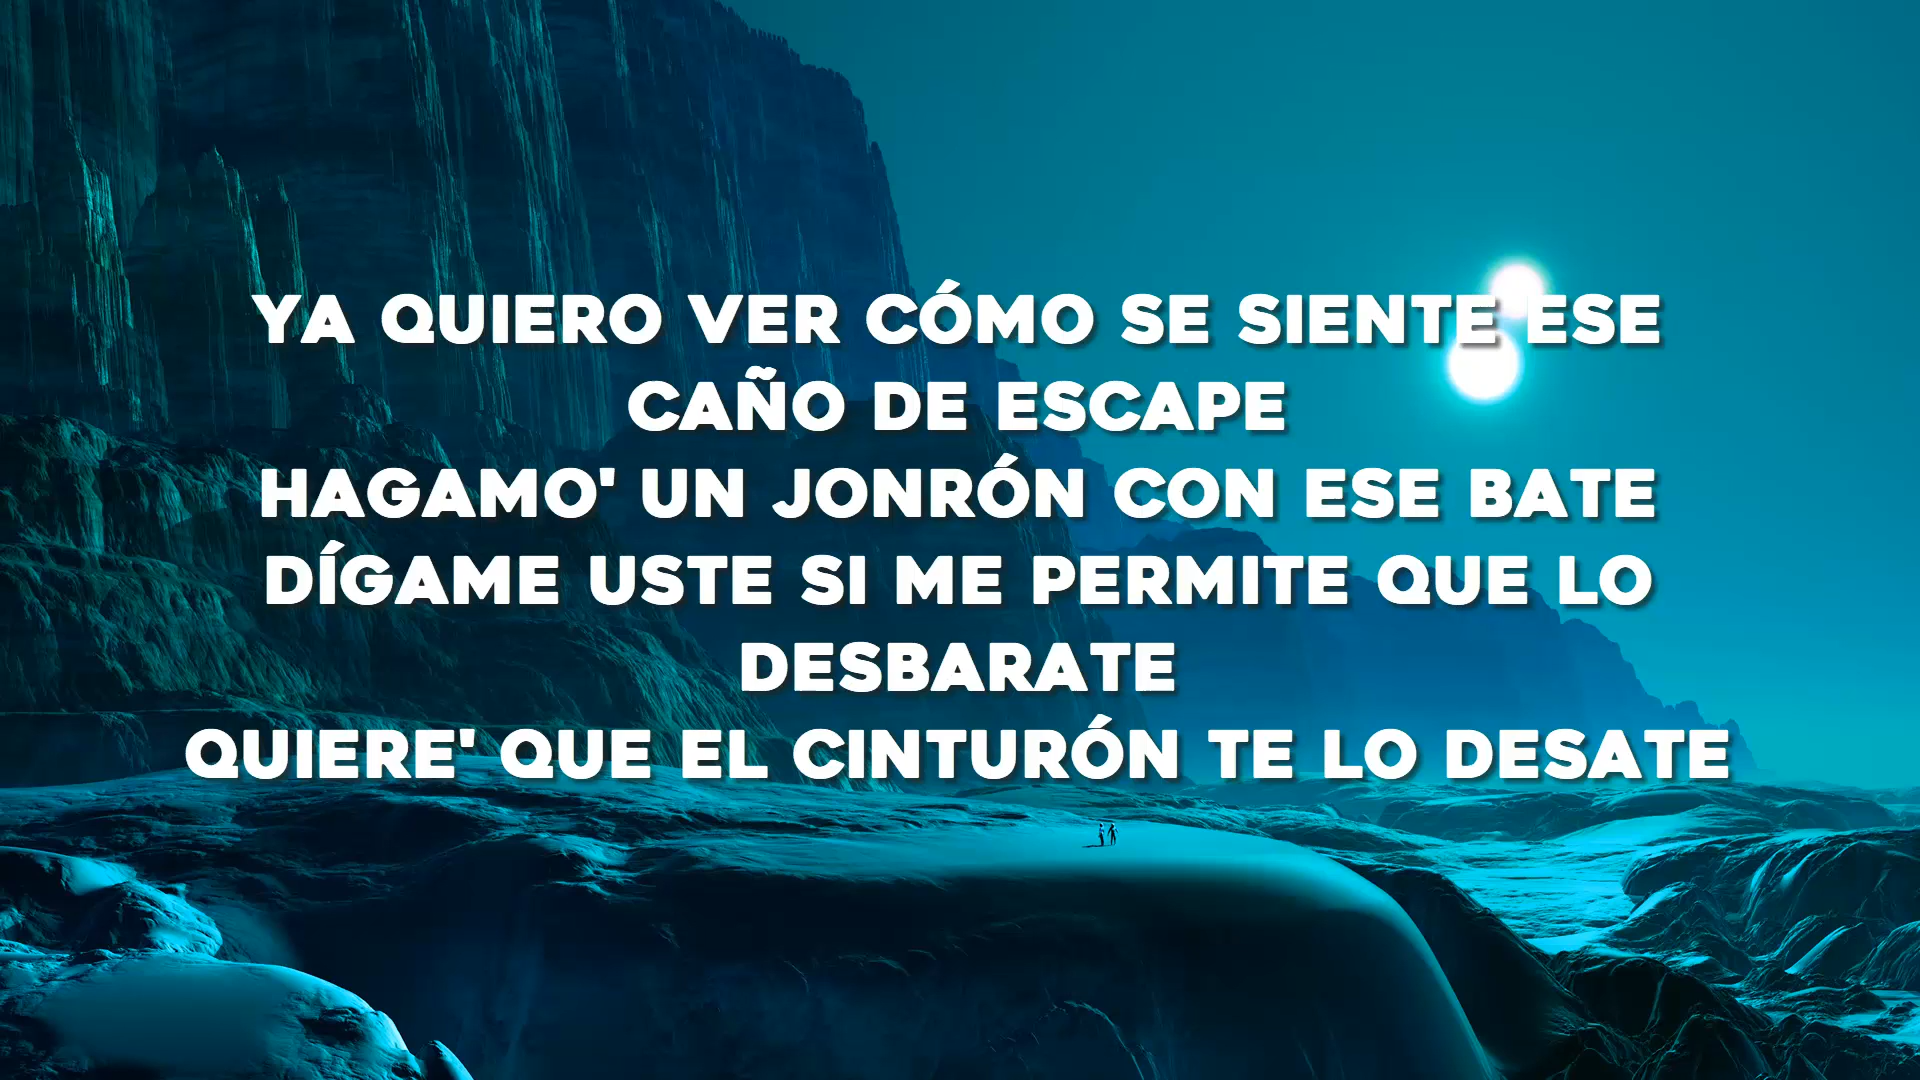 YA QUIERO VER CÓMO SE SIENTE ESE
CAÑO DE ESCAPE
HAGAMO' UN JONRÓN CON ESE BATE
DÍGAME USTE SI ME PERMITE QUE LO
DESBARATE
QUIERE' QUE EL CINTURÓN TE LO DESATE